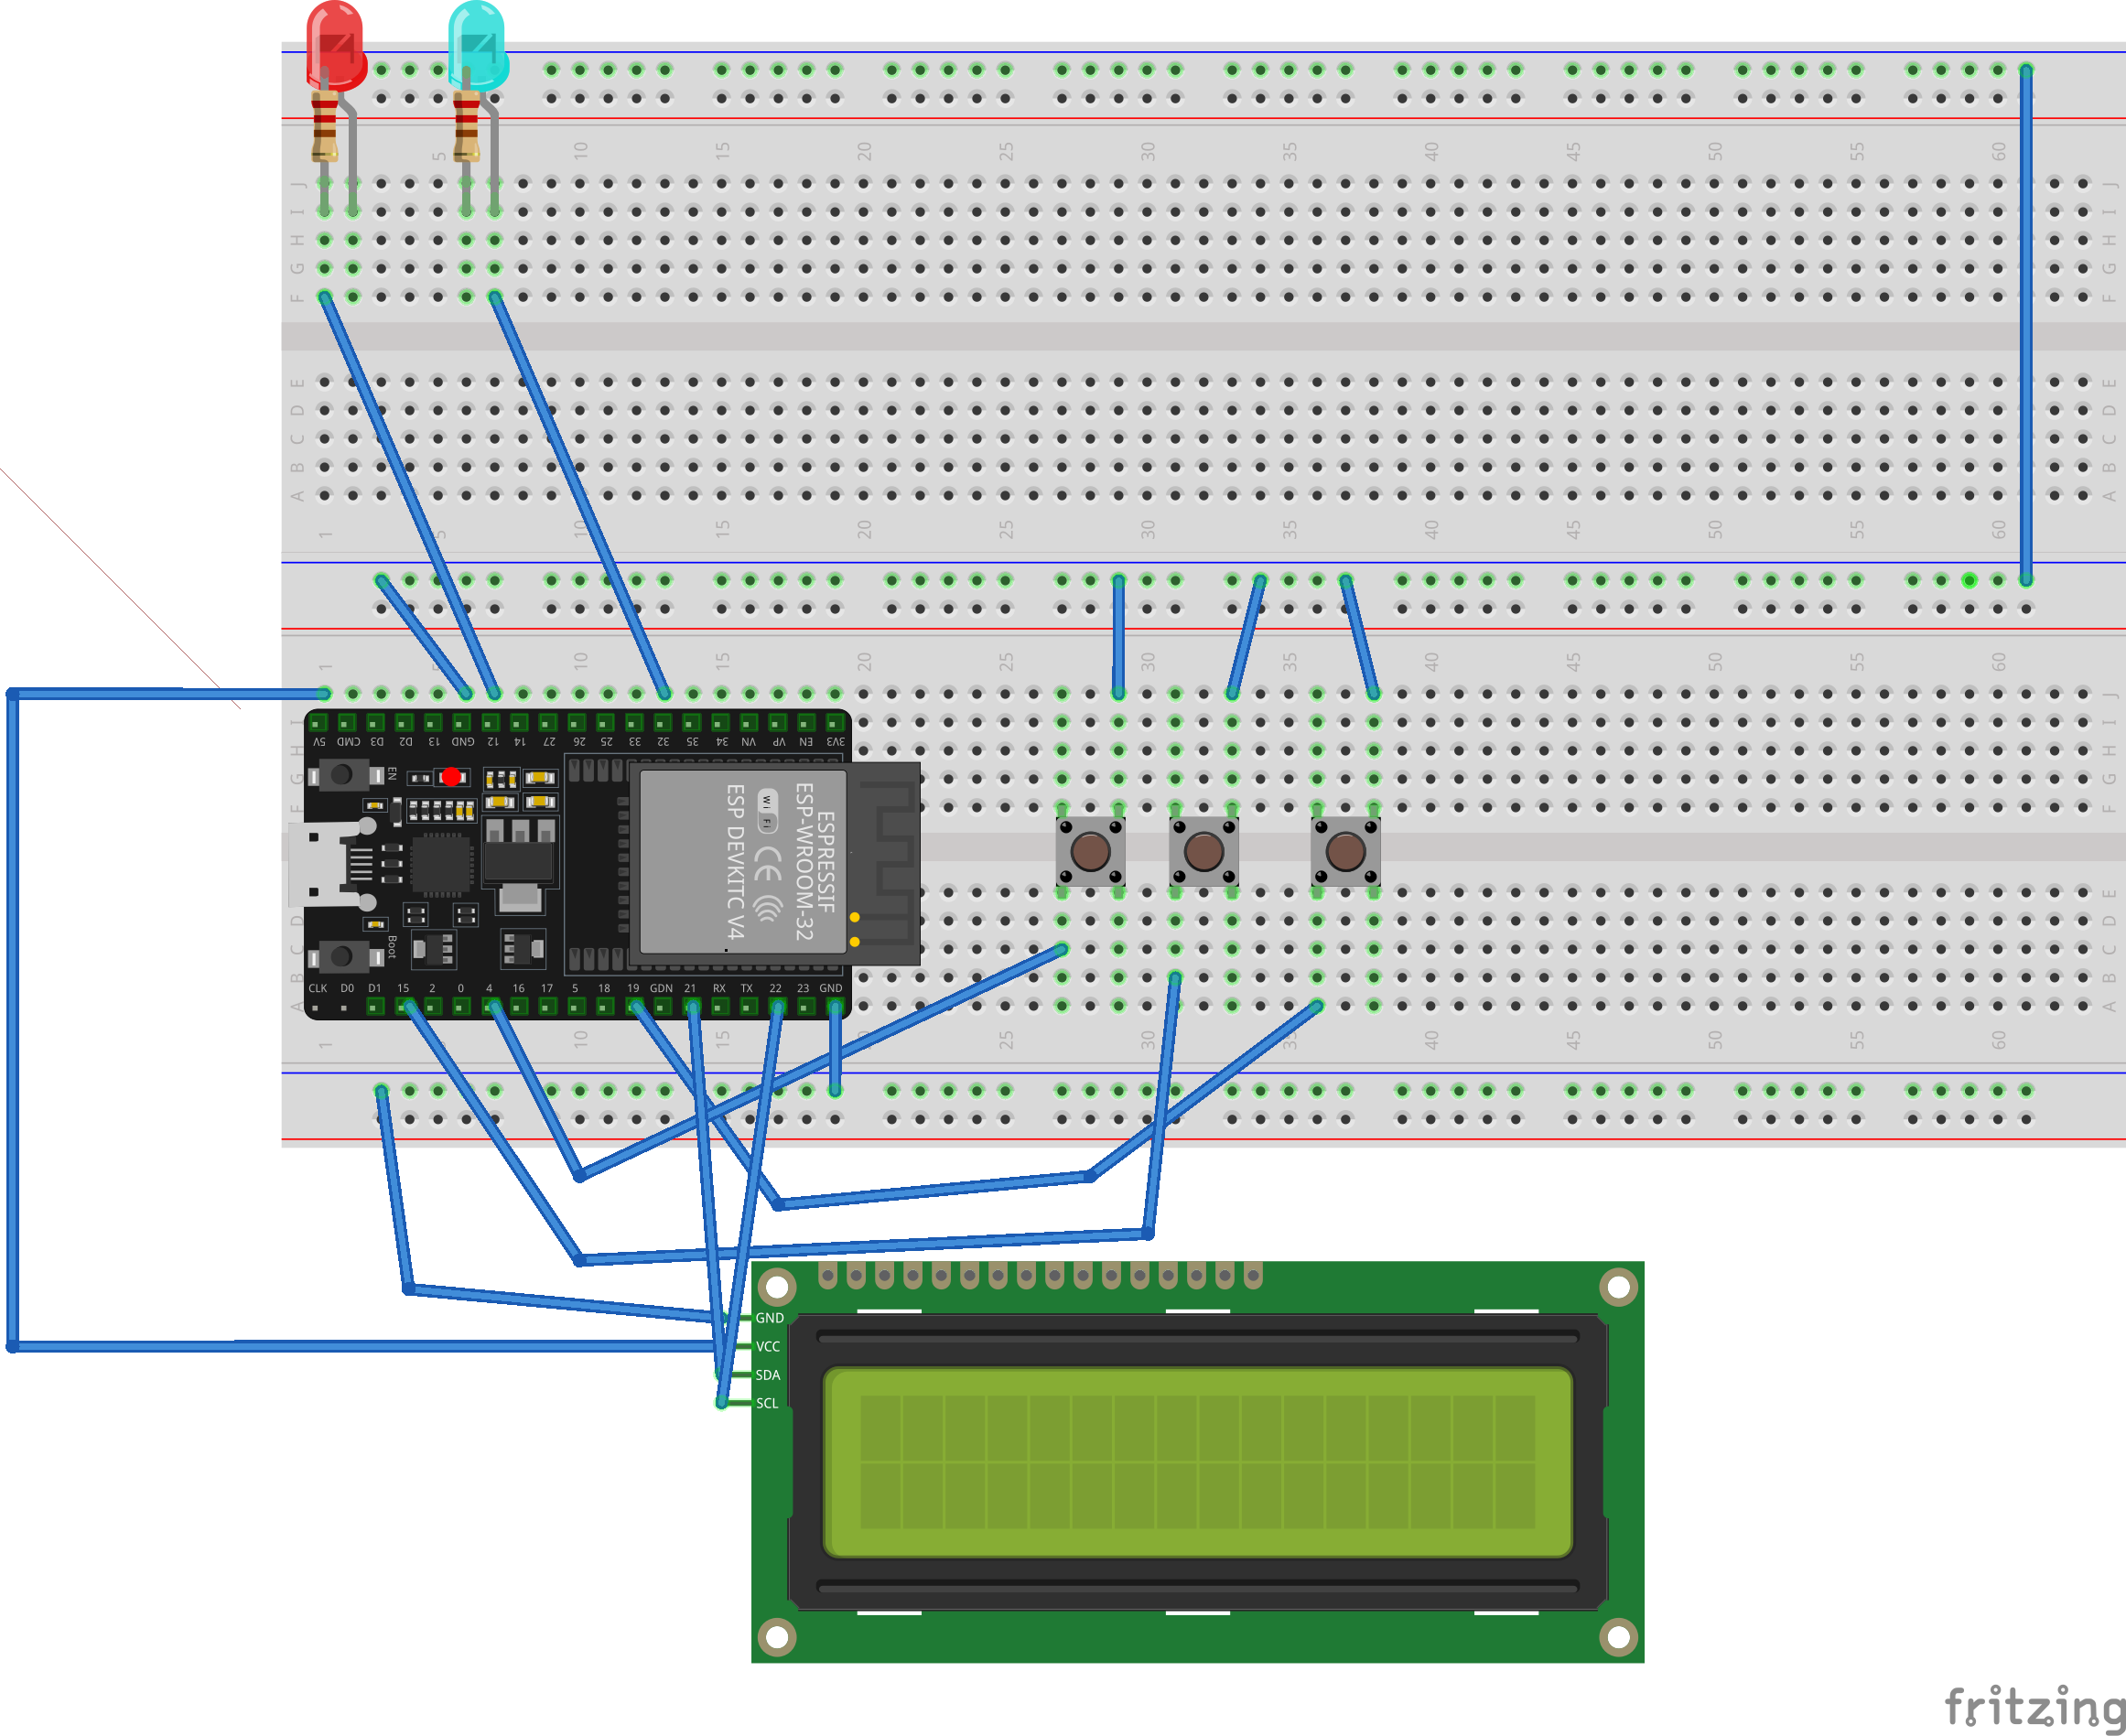 5 10 15 20 25 30 35 40 45 50 55 60
J J
I I
H H
G G
F F
E E
D D
C C
B B
A A
1 5 10 15 20 25 30 35 40 45 50 55 60
1 5 10 15 20 25 30 35 40 45 50 55 60
J J
I I
5V CMD D3 D2 13 GND 12 14 27 26 25 33 32 35 34 VN VP EN 3V3
H H
G G
F F
EN
ESPRESSIF
ESP-WROOM-32
Wi Fi
CE
ESP DEVKITC V4
Boot
E
D D
C C
B B
CLK D0 D1 15 2 0 4 16 17 5 18 19 GDN 21 RX TX 22 23 GND
A A
1 10 15 25 30 35 40 45 50 55 60
GND
VCC
SDA
SCL
fritzing